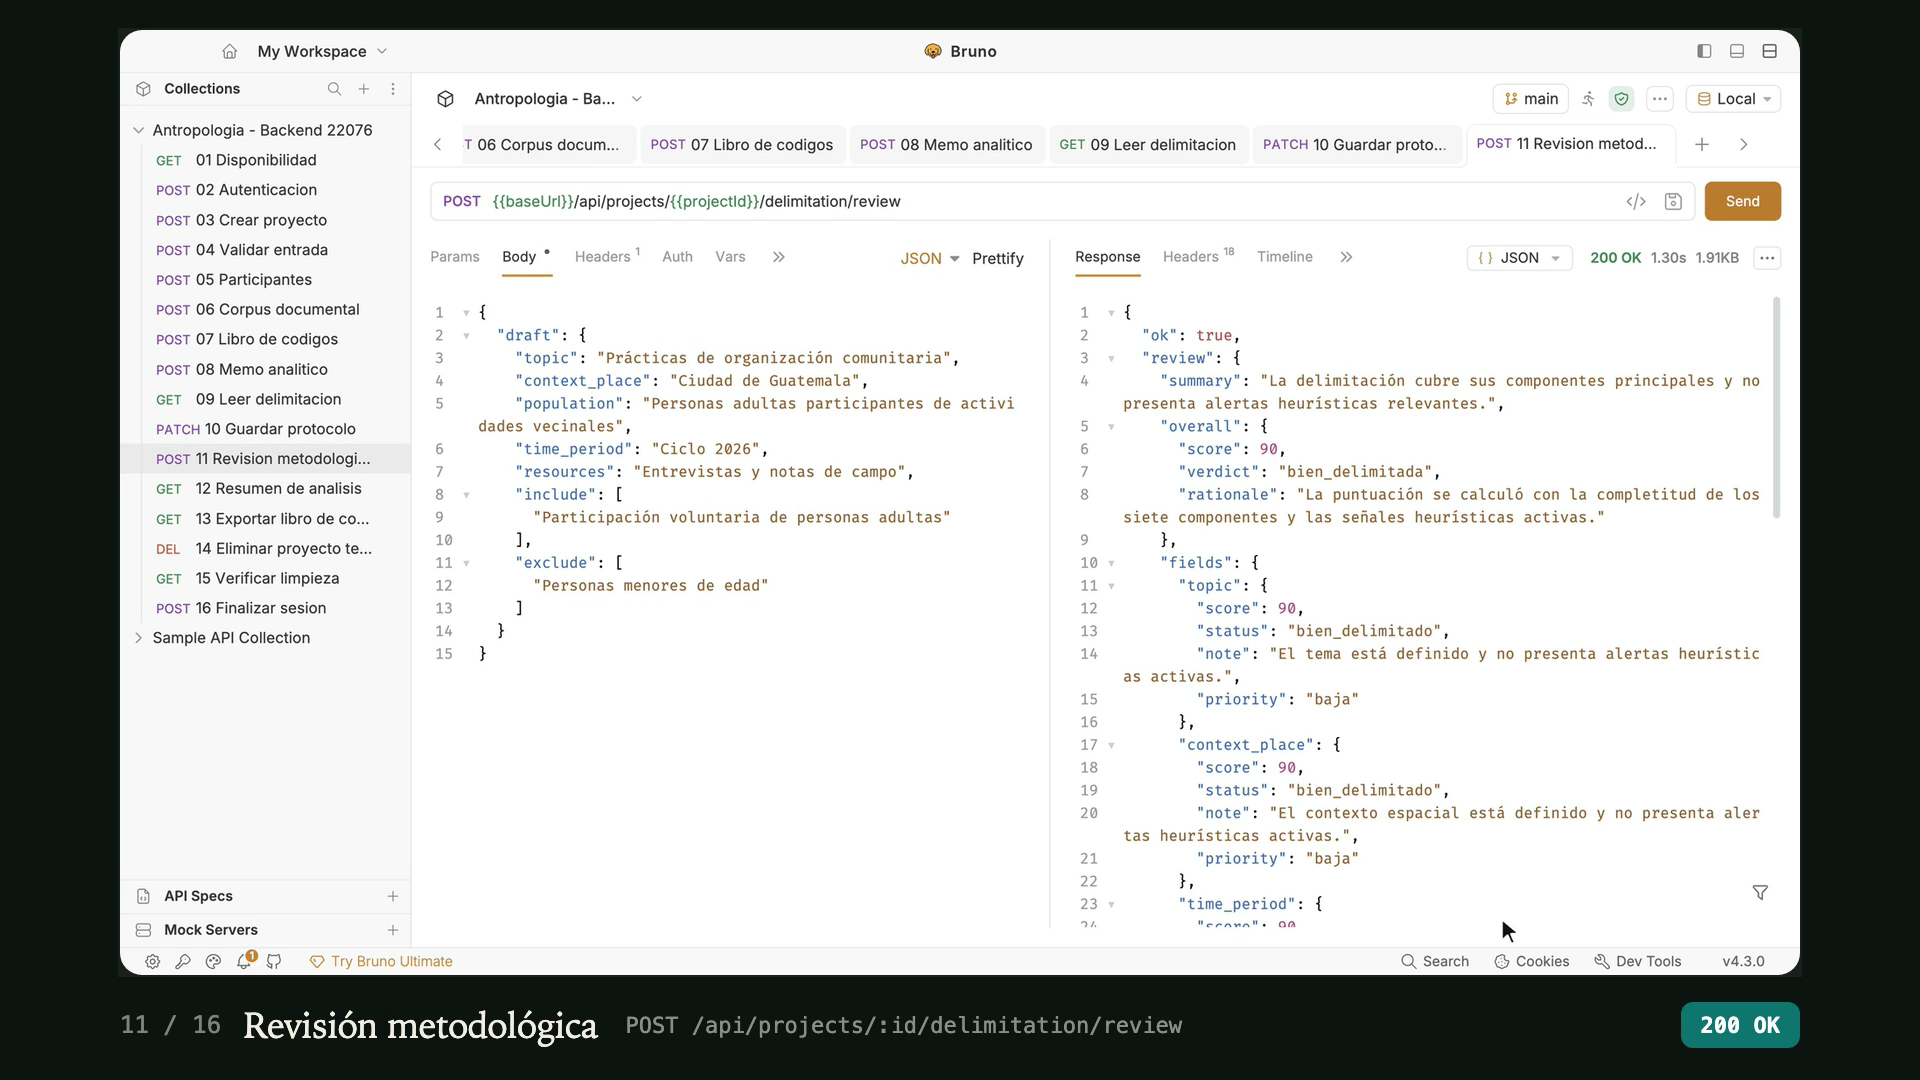 My Workspace
Bruno
Collections
Antropologia - Backend 22076
GET 01 Disponibilidad
POST 02 Autenticacion
POST 03 Crear proyecto
POST 04 Validar entrada
POST 05 Participantes
POST 06 Corpus documental
POST 07 Libro de codigos
POST 08 Memo analitico
GET 09 Leer delimitacion
PATCH 10 Guardar protocolo
POST 11 Revision metodologi...
GET 12 Resumen de analisis
GET 13 Exportar libro de co...
DEL 14 Eliminar proyecto te...
GET 15 Verificar limpieza
POST 16 Finalizar sesion
Sample API Collection
API Specs
Mock Servers
Antropologia - Ba...
main
Local
T 06 Corpus docum... POST 07 Libro de codigos POST 08 Memo analitico GET 09 Leer delimitacion PATCH 10 Guardar proto... POST 11 Revision metod...
POST {{baseUrl}}/api/projects/{{projectId}}/delimitation/review
Send
Params Body Headers 1 Auth Vars JSON Prettify
1 {
2 "draft": {
3 "topic": "Prácticas de organización comunitaria",
4 "context_place": "Ciudad de Guatemala",
5 "population": "Personas adultas participantes de activi
dades vecinales",
6 "time_period": "Ciclo 2026",
7 "resources": "Entrevistas y notas de campo",
8 "include": [
9 "Participación voluntaria de personas adultas"
10 ],
11 "exclude": [
12 "Personas menores de edad"
13 ]
14 }
15 }
Response Headers 18 Timeline { } JSON 200 OK 1.30s 1.91KB
1 {
2 "ok": true,
3 "review": {
4 "summary": "La delimitación cubre sus componentes principales y no
presenta alertas heurísticas relevantes.",
5 "overall": {
6 "score": 90,
7 "verdict": "bien_delimitada",
8 "rationale": "La puntuación se calculó con la completitud de los
siete componentes y las señales heurísticas activas."
9 },
10 "fields": {
11 "topic": {
12 "score": 90,
13 "status": "bien_delimitado",
14 "note": "El tema está definido y no presenta alertas heurístic
as activas.",
15 "priority": "baja"
16 },
17 "context_place": {
18 "score": 90,
19 "status": "bien_delimitado",
20 "note": "El contexto espacial está definido y no presenta aler
tas heurísticas activas.",
21 "priority": "baja"
22 },
23 "time_period": {
24 "score": 90
1
Try Bruno Ultimate
Search Cookies Dev Tools v4.3.0
11 / 16 Revisión metodológica POST /api/projects/:id/delimitation/review 200 OK